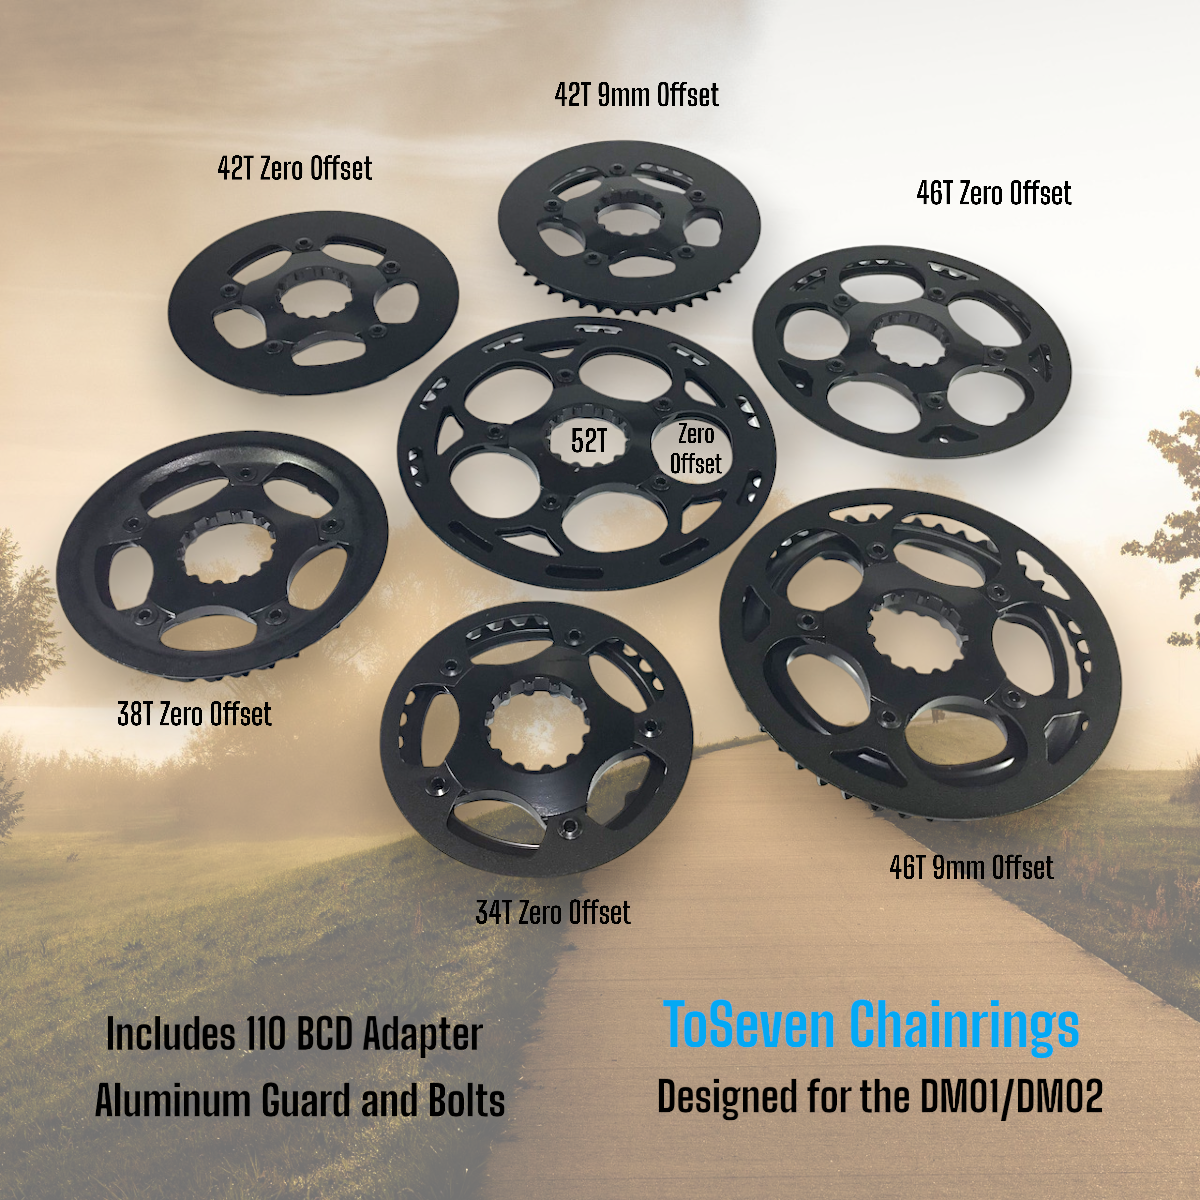 42T 9mm Offset
42T Zero Offset
46T Zero Offset
52T
Zero
Offset
38T Zero Offset
46T 9mm Offset
34T Zero Offset
Includes 110 BCD Adapter
Aluminum Guard and Bolts
ToSeven Chainrings
Designed for the DM01/DM02